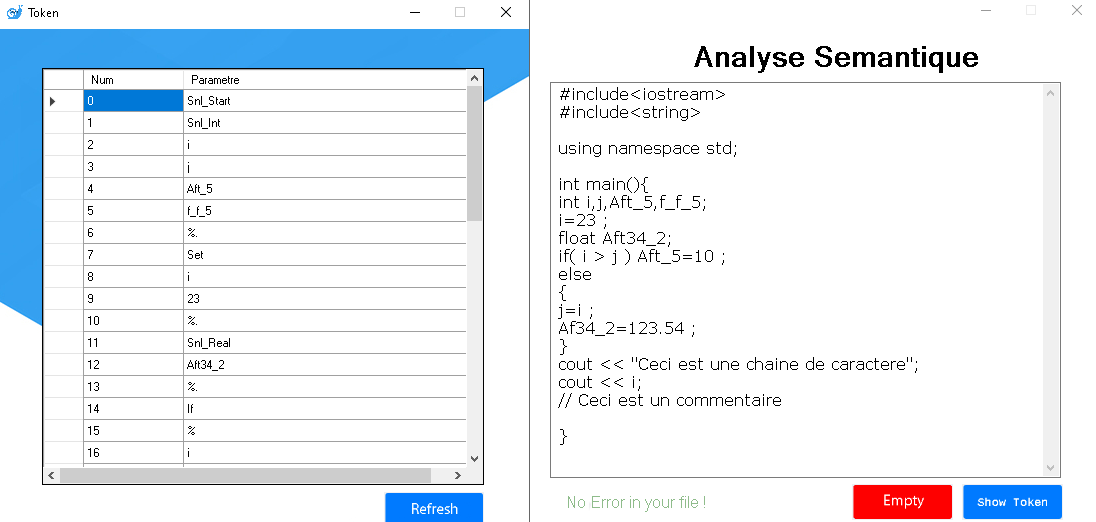 Token
Num Parametre
0 Snl_Start
1 Snl_Int
2 i
3 j
4 Aft_5
5 f_f_5
6 %.
7 Set
8 i
9 23
10 %.
11 Snl_Real
12 Aft34_2
13 %.
14 If
15 %
16 i
Refresh
Analyse Semantique
#include<iostream>
#include<string>
using namespace std;
int main(){
int i,j,Aft_5,f_f_5;
i=23 ;
float Aft34_2;
if( i > j ) Aft_5=10 ;
else
{
j=i ;
Af34_2=123.54 ;
}
cout << "Ceci est une chaine de caractere";
cout << i;
// Ceci est un commentaire
}
No Error in your file !
Empty
Show Token